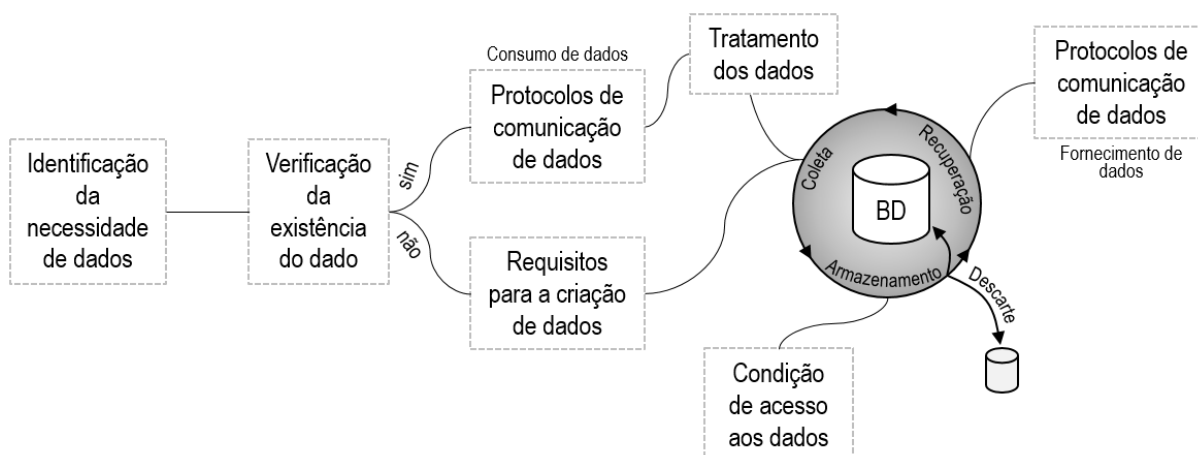 Identificação
da
necessidade
de dados
Verificação
da
existência
do dado
sim
não
Consumo de dados
Protocolos de
comunicação
de dados
Requisitos
para a criação
de dados
Tratamento
dos dados
Coleta
Recuperação
BD
Armazenamento
Descarte
Condição
de acesso
aos dados
Protocolos de
comunicação
de dados
Fornecimento de
dados